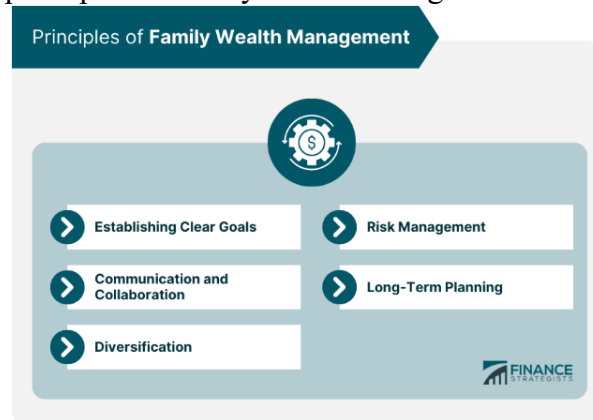 Principles of Family Wealth Management
$
Establishing Clear Goals
Communication and
Collaboration
Diversification
Risk Management
Long-Term Planning
FINANCE
STRATEGISTS